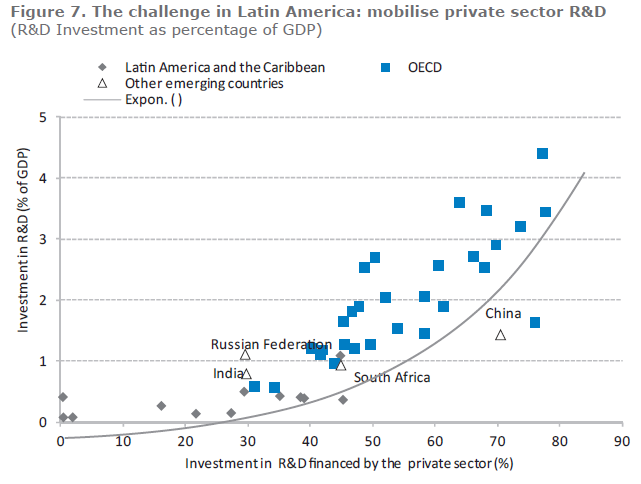 Figure 7. The challenge in Latin America: mobilise private sector R&D
(R&D Investment as percentage of GDP)
Latin America and the Caribbean
OECD
Other emerging countries
Expon. ( )
Investment in R&D (% of GDP)
5
4
3
2
1
0
China
Russian Federation
India
South Africa
0 10 20 30 40 50 60 70 80 90
Investment in R&D financed by the private sector (%)